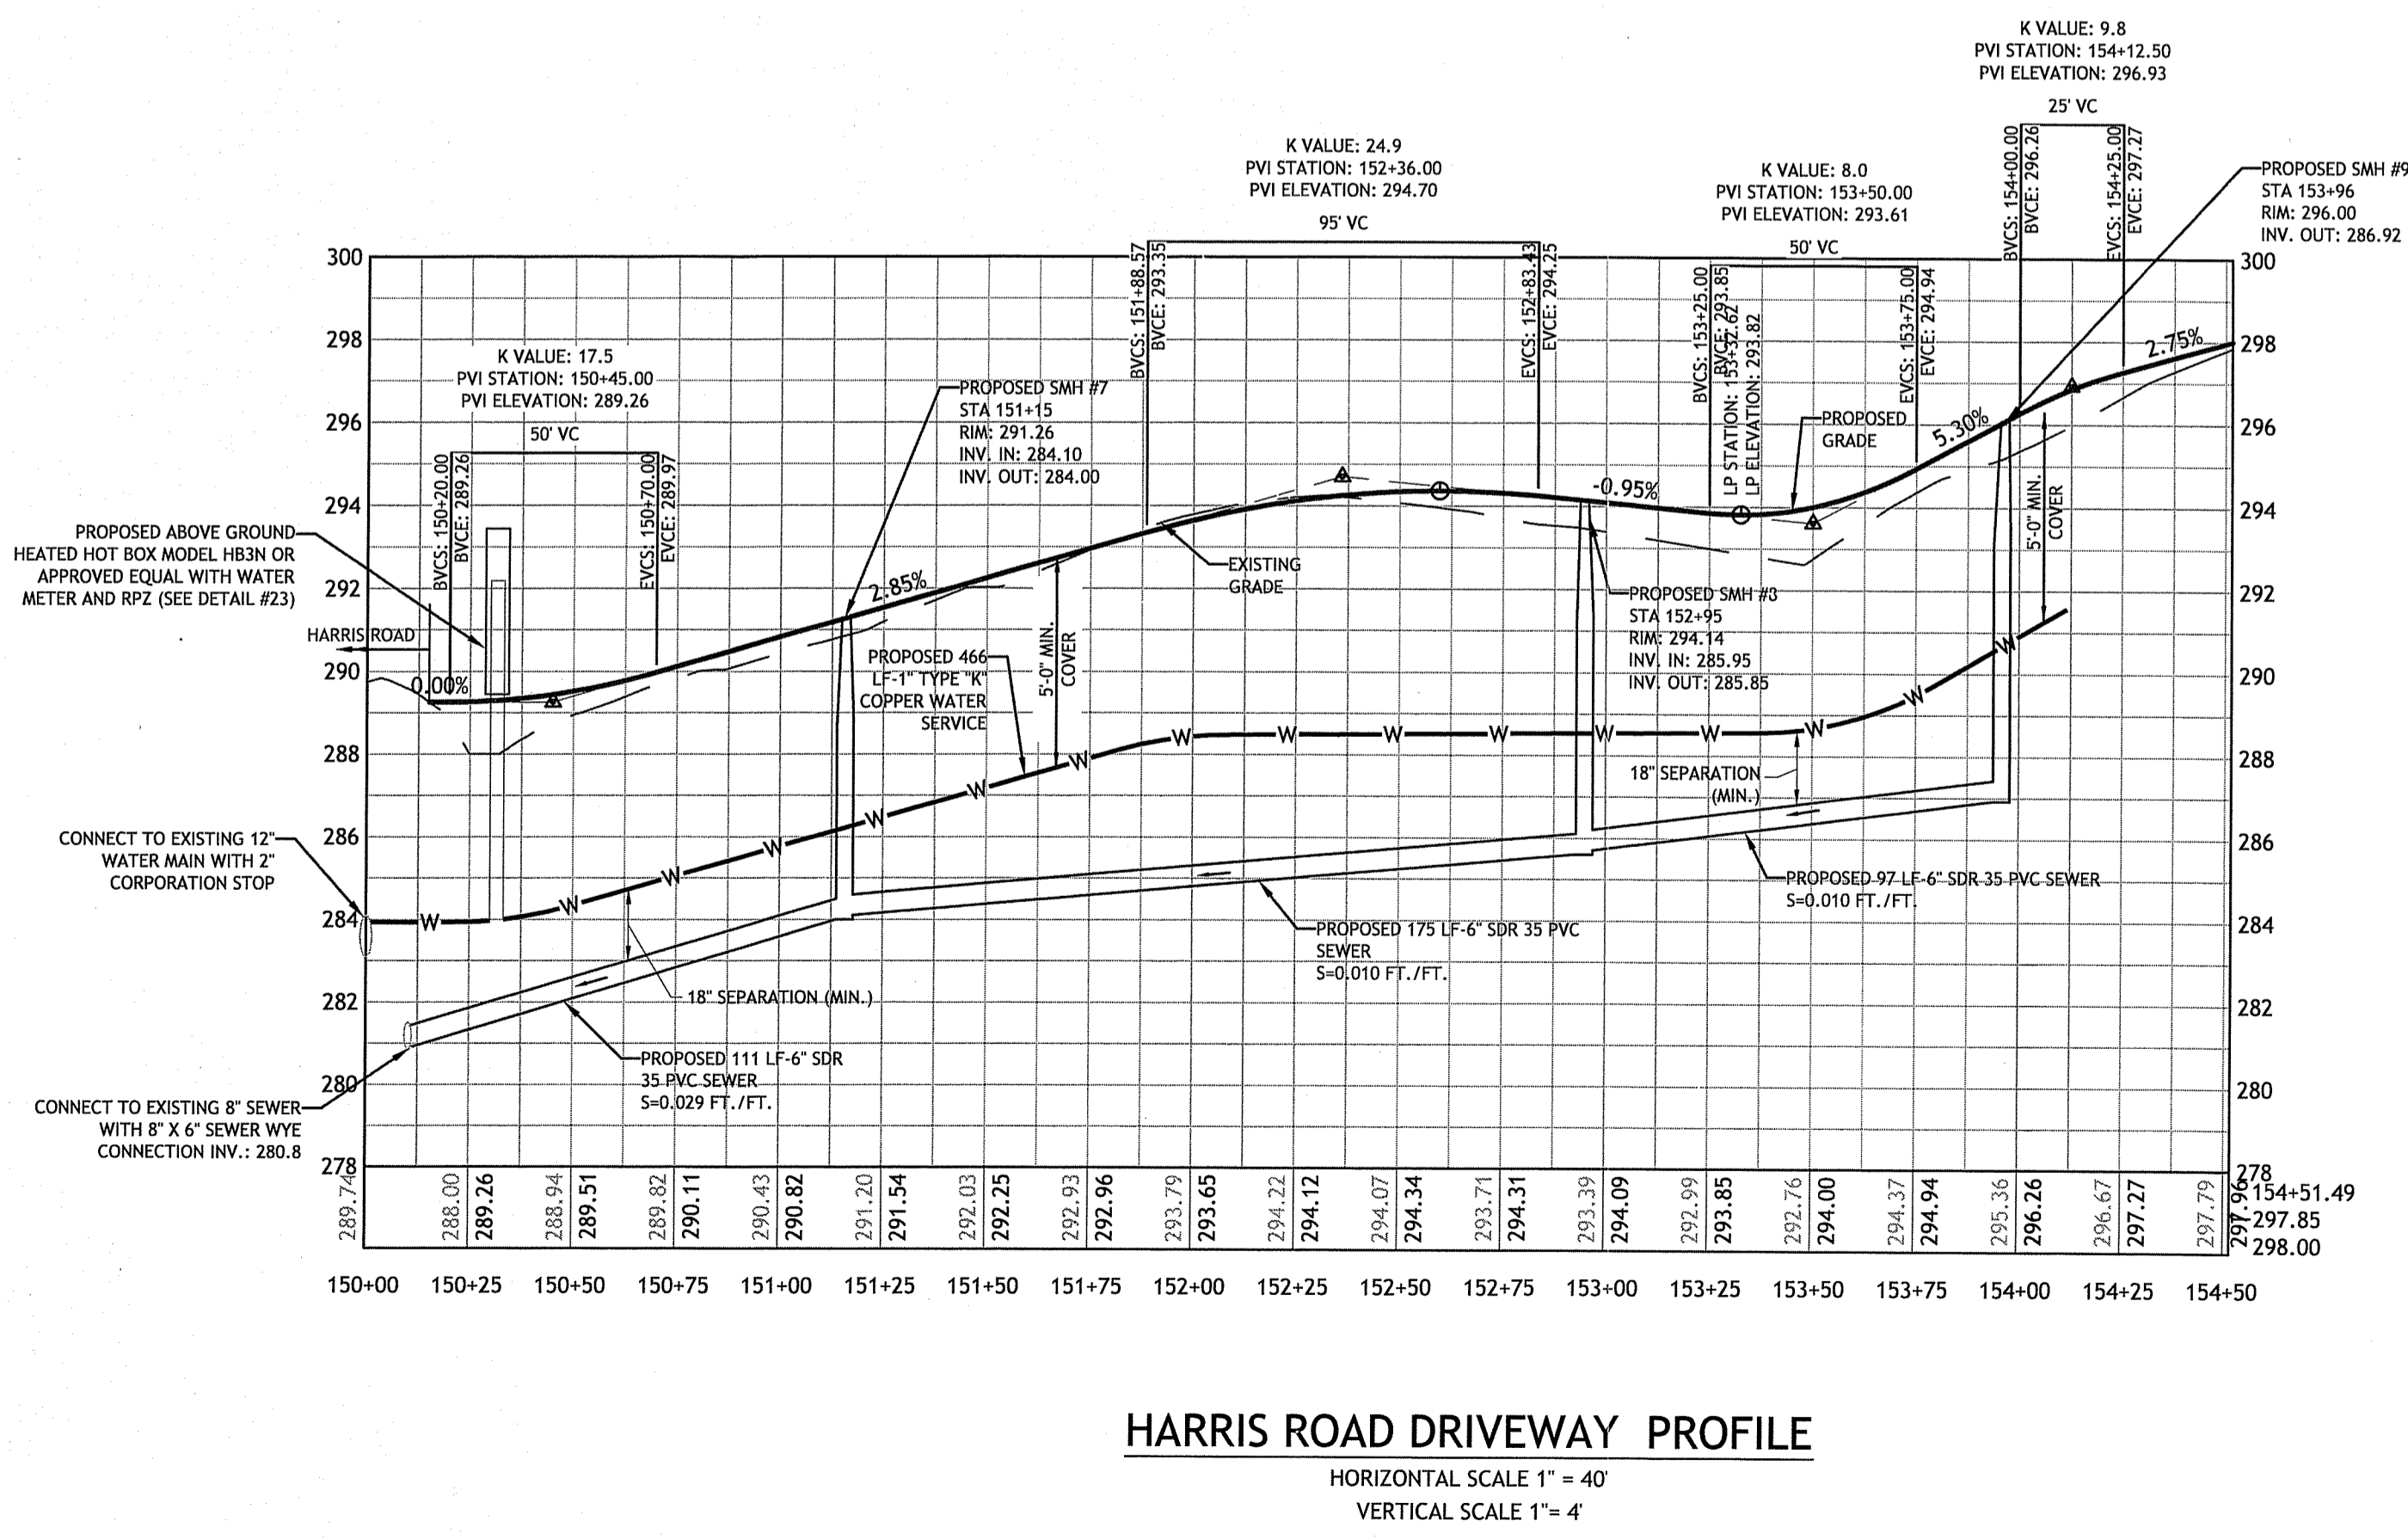 K VALUE: 9.8
PVI STATION: 154+12.50
PVI ELEVATION: 296.93
25' VC
BVCS: 154+00.00
BVCE: 296.26
EVCS: 154+25.00
EVCE: 297.27
K VALUE: 24.9
PVI STATION: 152+36.00
PVI ELEVATION: 294.70
95' VC
BVCS: 151+88.57
BVCE: 293.35
EVCS: 152+83.43
EVCE: 294.25
K VALUE: 8.0
PVI STATION: 153+50.00
PVI ELEVATION: 293.61
50' VC
BVCS: 153+25.00
BVCE: 293.85
LP STATION: 153+32.62
LP ELEVATION: 293.82
EVCS: 153+75.00
EVCE: 294.94
PROPOSED SMH #9
STA 153+96
RIM: 296.00
INV. OUT: 286.92
K VALUE: 17.5
PVI STATION: 150+45.00
PVI ELEVATION: 289.26
50' VC
BVCS: 150+20.00
BVCE: 289.26
EVCS: 150+70.00
EVCE: 289.97
PROPOSED SMH #7
STA 151+15
RIM: 291.26
INV. IN: 284.10
INV. OUT: 284.00
PROPOSED
GRADE
0.00%
2.85%
-0.95%
5.30%
2.75%
PROPOSED ABOVE GROUND
HEATED HOT BOX MODEL HB3N OR
APPROVED EQUAL WITH WATER
METER AND RPZ (SEE DETAIL #23)
HARRIS ROAD
EXISTING
GRADE
PROPOSED SMH #8
STA 152+95
RIM: 294.14
INV. IN: 285.95
INV. OUT: 285.85
PROPOSED 466
LF-1" TYPE "K"
COPPER WATER
SERVICE
5'-0" MIN.
COVER
5'-0" MIN.
COVER
W W W W W W W W W W W W W W W W
18" SEPARATION
(MIN.)
CONNECT TO EXISTING 12"
WATER MAIN WITH 2"
CORPORATION STOP
PROPOSED 97 LF-6" SDR 35 PVC SEWER
S=0.010 FT./FT.
PROPOSED 175 LF-6" SDR 35 PVC
SEWER
S=0.010 FT./FT.
18" SEPARATION (MIN.)
PROPOSED 111 LF-6" SDR
35 PVC SEWER
S=0.029 FT./FT.
CONNECT TO EXISTING 8" SEWER
WITH 8" X 6" SEWER WYE
CONNECTION INV.: 280.8
300
298
296
294
292
290
288
286
284
282
280
278
300
298
296
294
292
290
288
286
284
282
280
278
289.74
288.00 289.26
288.94 289.51
289.82 290.11
290.43 290.82
291.20 291.54
292.03 292.25
292.93 292.96
293.79 293.65
294.22 294.12
294.07 294.34
293.71 294.31
293.39 294.09
292.99 293.85
292.76 294.00
294.37 294.94
295.36 296.26
296.67 297.27
297.79 297.96
154+51.49
297.85
298.00
150+00 150+25 150+50 150+75 151+00 151+25 151+50 151+75 152+00 152+25 152+50 152+75 153+00 153+25 153+50 153+75 154+00 154+25 154+50
HARRIS ROAD DRIVEWAY PROFILE
HORIZONTAL SCALE 1" = 40'
VERTICAL SCALE 1"= 4'